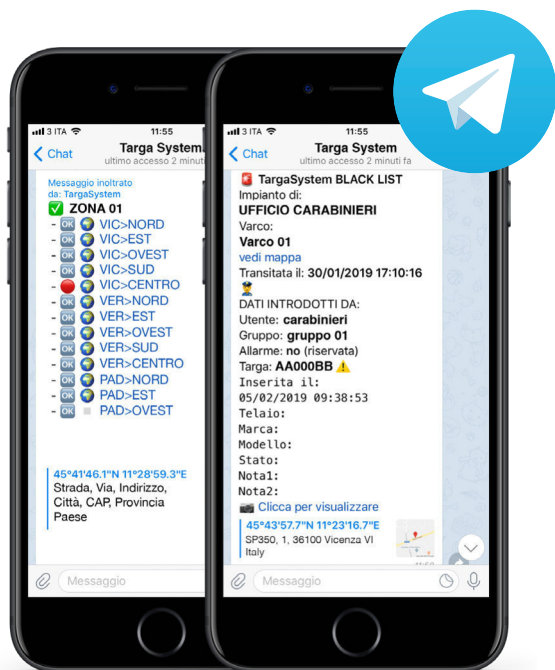 3 ITA
11:55
Chat
Targa System
ultimo accesso 2 minuti
Messaggio inoltrato
da: TargaSystem
ZONA 01
- OK VIC>NORD
- OK VIC>EST
- OK VIC>OVEST
- OK VIC>SUD
- VIC>CENTRO
- OK VER>NORD
- OK VER>EST
- OK VER>OVEST
- OK VER>SUD
- OK VER>CENTRO
- OK PAD>NORD
- OK PAD>EST
- OK PAD>OVEST
45°41'46.1"N 11°28'59.3"E
Strada, Via, Indirizzo,
Città, CAP, Provincia
Paese
Messaggio
3 ITA
11:55
Chat
Targa System
ultimo accesso 2 minuti fa
TargaSystem BLACK LIST
Impianto di:
UFFICIO CARABINIERI
Varco:
Varco 01
vedi mappa
Transitata il: 30/01/2019 17:10:16
DATI INTRODOTTI DA:
Utente: carabinieri
Gruppo: gruppo 01
Allarme: no (riservata)
Targa: AA000BB
Inserita il:
05/02/2019 09:38:53
Telaio:
Marca:
Modello:
Stato:
Nota1:
Nota2:
Clicca per visualizzare
45°43'57.7"N 11°23'16.7"E
SP350, 1, 36100 Vicenza VI
Italy
Messaggio